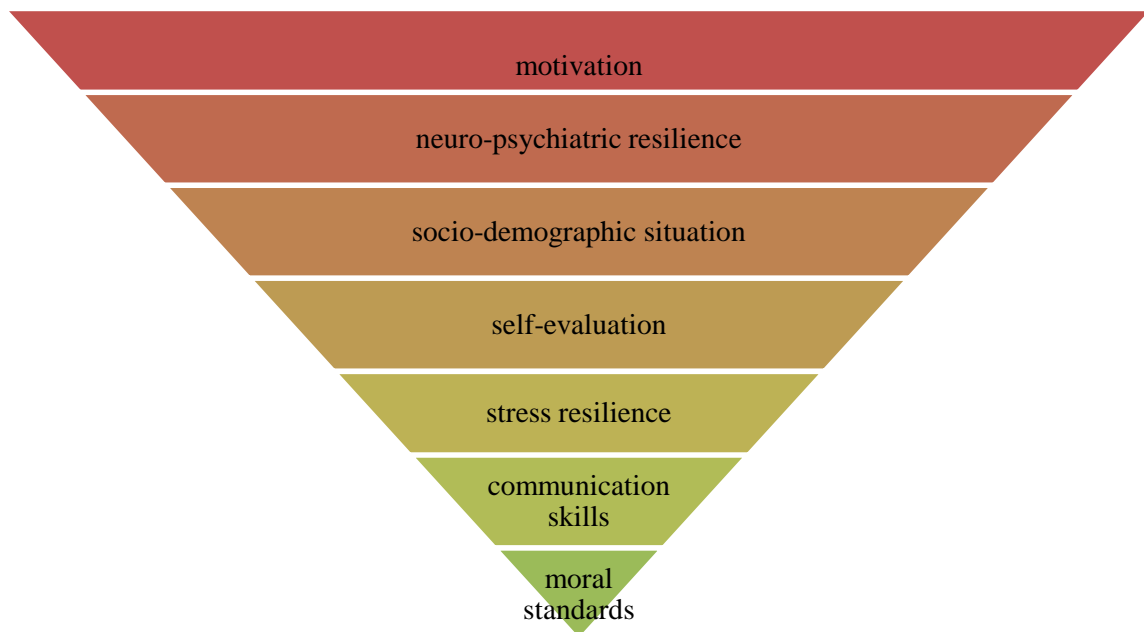 motivation
neuro-psychiatric resilience
socio-demographic situation
self-evaluation
stress resilience
communication
skills
moral
standards